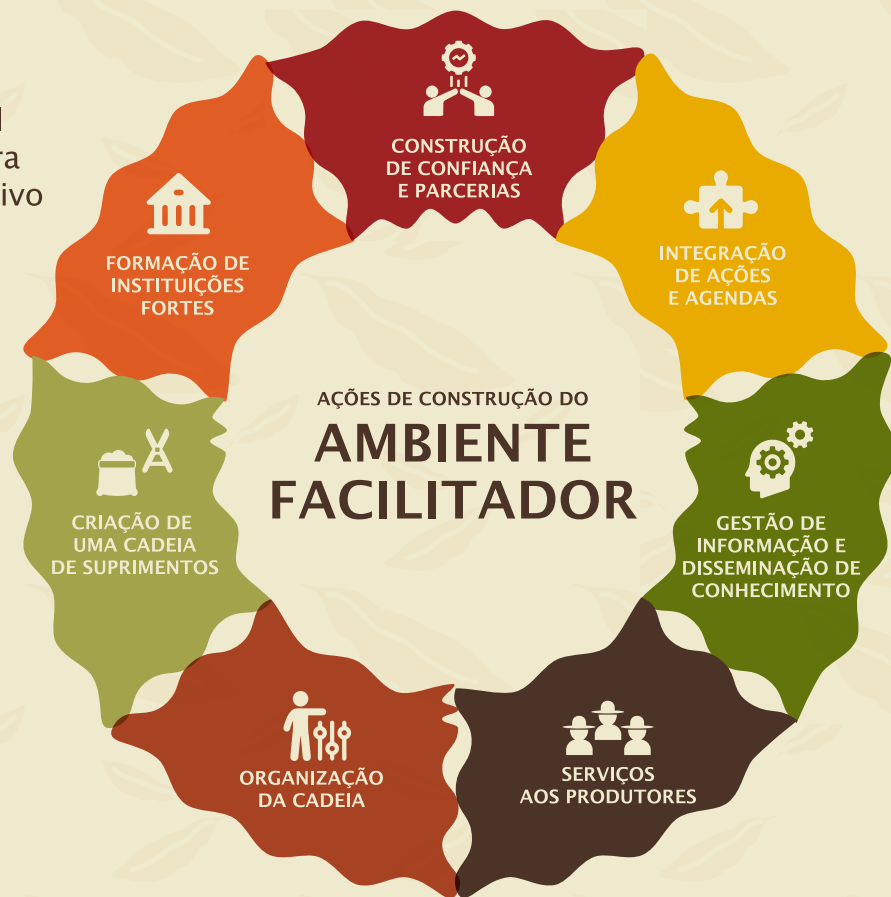 CONSTRUÇÃO
DE CONFIANÇA
E PARCERIAS
INTEGRAÇÃO
DE AÇÕES
E AGENDAS
GESTÃO DE
INFORMAÇÃO E
DISSEMINAÇÃO DE
CONHECIMENTO
SERVIÇOS
AOS PRODUTORES
ORGANIZAÇÃO
DA CADEIA
CRIAÇÃO DE
UMA CADEIA
DE SUPRIMENTOS
FORMAÇÃO DE
INSTITUIÇÕES
FORTES
AÇÕES DE CONSTRUÇÃO DO
AMBIENTE
FACILITADOR